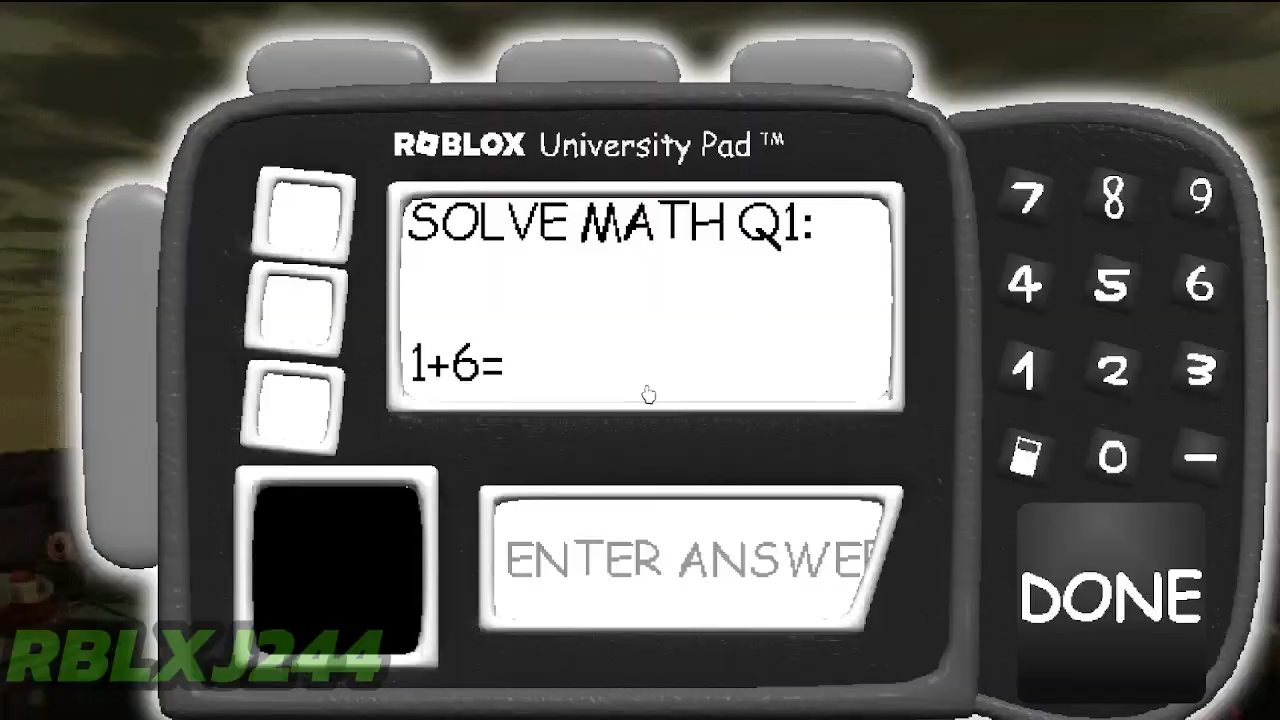 ROBLOX University Pad ™
SOLVE MATH Q1:
1+6=
7 8 9
4 5 6
1 2 3
0 -
ENTER ANSWER
DONE
RBLXJ244